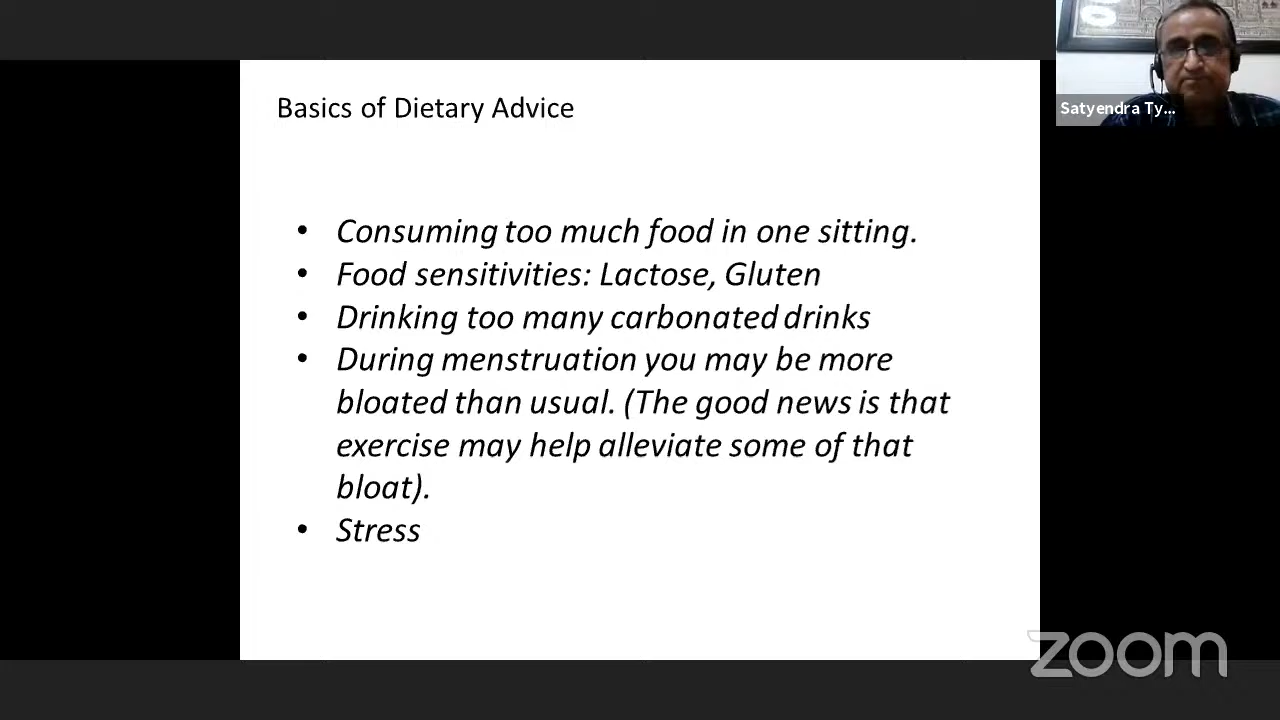 Satyendra Ty...
Basics of Dietary Advice
• Consuming too much food in one sitting.
• Food sensitivities: Lactose, Gluten
• Drinking too many carbonated drinks
• During menstruation you may be more
bloated than usual. (The good news is that
exercise may help alleviate some of that
bloat).
• Stress
zoom